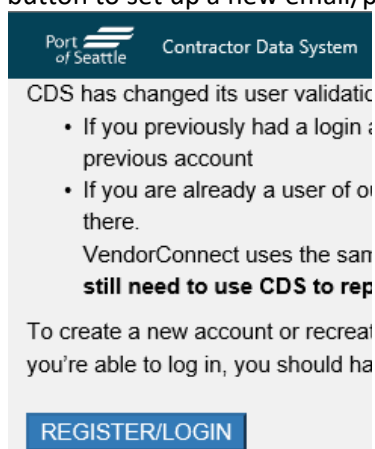 button to set up a new email/p
Port of Seattle Contractor Data System
CDS has changed its user validatio
• If you previously had a login a
previous account
• If you are already a user of ou
there.
VendorConnect uses the sam
still need to use CDS to rep
To create a new account or recreat
you're able to log in, you should ha
REGISTER/LOGIN